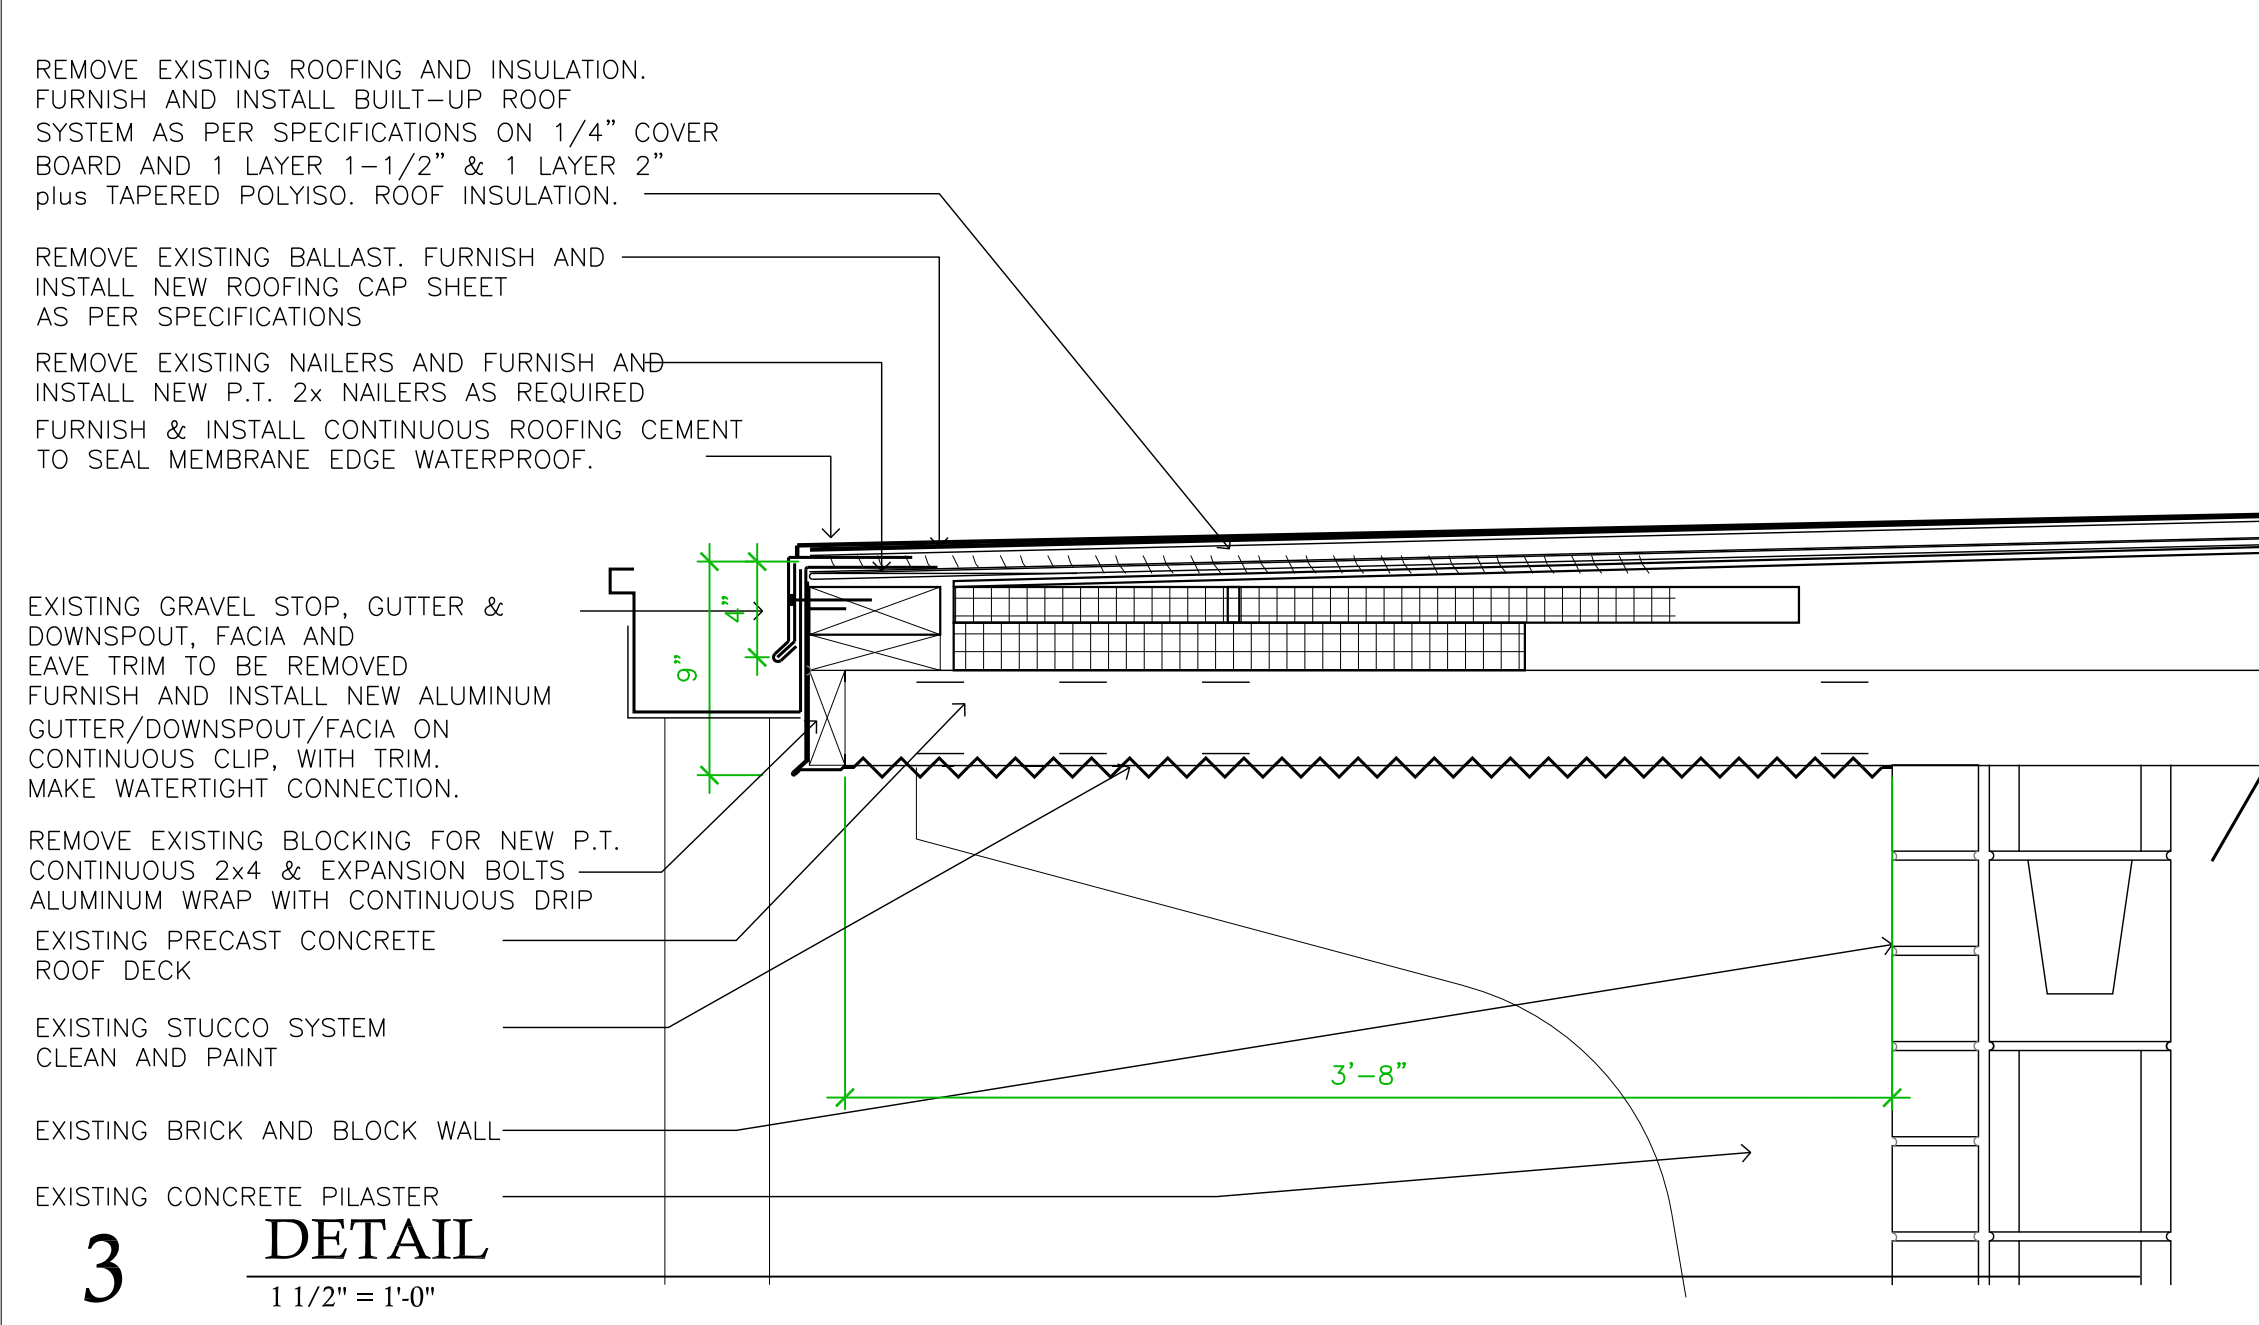 REMOVE EXISTING ROOFING AND INSULATION.
FURNISH AND INSTALL BUILT-UP ROOF
SYSTEM AS PER SPECIFICATIONS ON 1/4" COVER
BOARD AND 1 LAYER 1-1/2" & 1 LAYER 2"
plus TAPERED POLYISO. ROOF INSULATION.
REMOVE EXISTING BALLAST. FURNISH AND
INSTALL NEW ROOFING CAP SHEET
AS PER SPECIFICATIONS
REMOVE EXISTING NAILERS AND FURNISH AND
INSTALL NEW P.T. 2x NAILERS AS REQUIRED
FURNISH & INSTALL CONTINUOUS ROOFING CEMENT
TO SEAL MEMBRANE EDGE WATERPROOF.
EXISTING GRAVEL STOP, GUTTER &
DOWNSPOUT, FACIA AND
EAVE TRIM TO BE REMOVED
FURNISH AND INSTALL NEW ALUMINUM
GUTTER/DOWNSPOUT/FACIA ON
CONTINUOUS CLIP, WITH TRIM.
MAKE WATERTIGHT CONNECTION.
4"
9"
REMOVE EXISTING BLOCKING FOR NEW P.T.
CONTINUOUS 2x4 & EXPANSION BOLTS
ALUMINUM WRAP WITH CONTINUOUS DRIP
EXISTING PRECAST CONCRETE
ROOF DECK
EXISTING STUCCO SYSTEM
CLEAN AND PAINT
3'-8"
EXISTING BRICK AND BLOCK WALL
EXISTING CONCRETE PILASTER
3 DETAIL
1 1/2" = 1'-0"